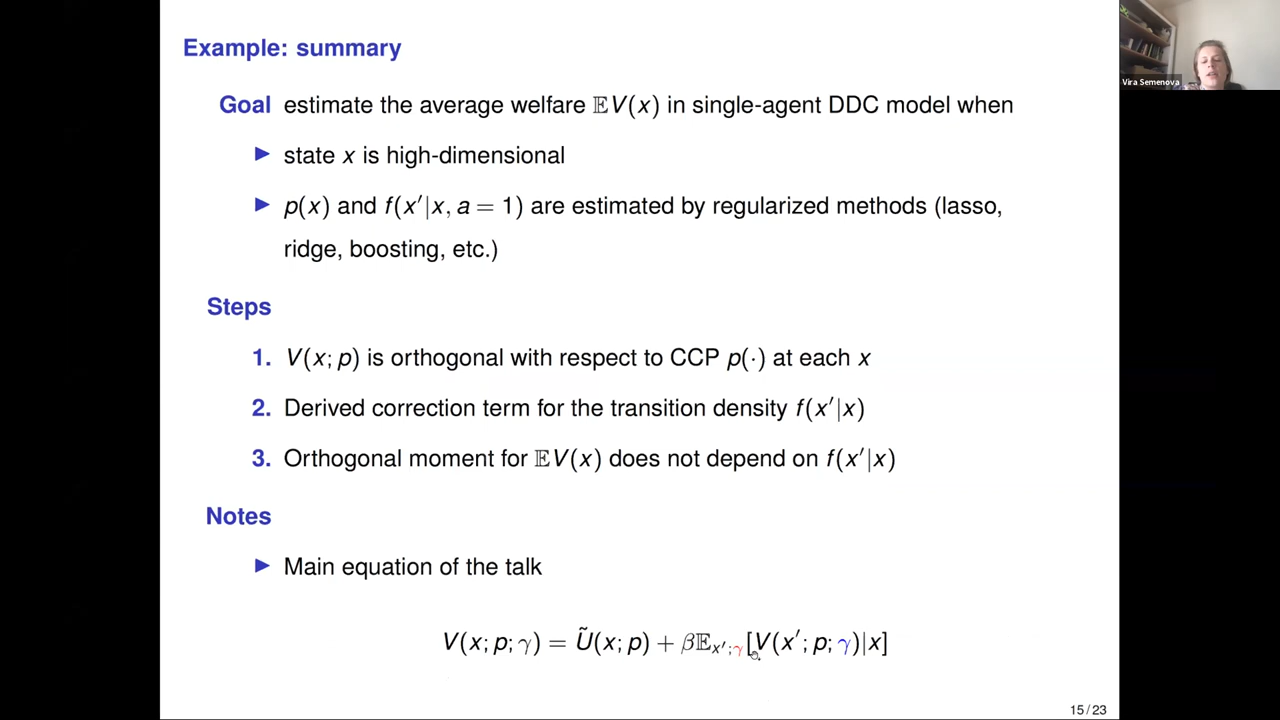 Example: summary
Goal estimate the average welfare 𝔼V(x) in single-agent DDC model when
▶ state x is high-dimensional
▶ p(x) and f(x′|x, a = 1) are estimated by regularized methods (lasso,
ridge, boosting, etc.)
Steps
1. V(x; p) is orthogonal with respect to CCP p(·) at each x
2. Derived correction term for the transition density f(x′|x)
3. Orthogonal moment for 𝔼V(x) does not depend on f(x′|x)
Notes
▶ Main equation of the talk
V(x; p; γ) = Ũ(x; p) + β𝔼x′;γ[V(x′; p; γ)|x]
15 / 23
Vira Semenova